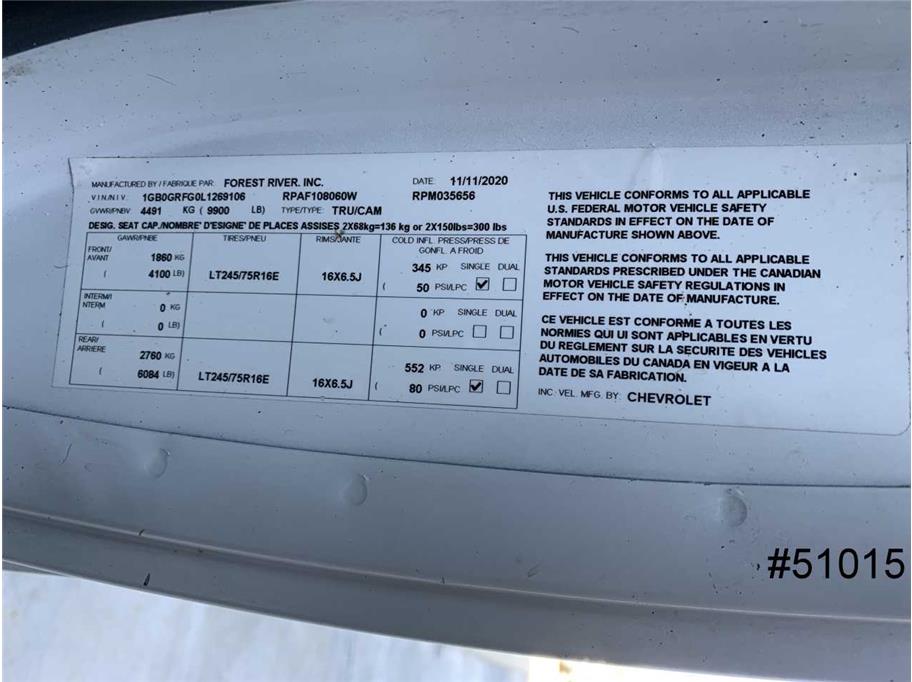 MANUFACTURED BY / FABRIQUE PAR: FOREST RIVER. INC. DATE: 11/11/2020
V I N/N I V. 1GB0GRFG0L1269106 RPAF108060W RPM035656
GVWR/PNBV: 4491 KG ( 9900 LB) TYPE/TYPE: TRU/CAM
DESIG. SEAT CAP./NOMBRE' D'ESIGNE' DE PLACES ASSISES 2X68kg=136 kg or 2X150lbs=300 lbs
GAWR/PNBE TIRES/PNEU RIMS/JANTE COLD INFL. PRESS/PRESS DE GONFL. A FROID
FRONT/ AVANT 1860 KG 345 KP SINGLE DUAL
( 4100 LB) LT245/75R16E 16X6.5J ( 50 PSI/LPC
INTERM/I NTERM 0 KG 0 KP SINGLE DUAL
( 0 LB) ( 0 PSI/LPC
REAR/ ARRIERE 2760 KG 552 KP SINGLE DUAL
( 6084 LB) LT245/75R16E 16X6.5J ( 80 PSI/LPC
THIS VEHICLE CONFORMS TO ALL APPLICABLE
U.S. FEDERAL MOTOR VEHICLE SAFETY
STANDARDS IN EFFECT ON THE DATE OF
MANUFACTURE SHOWN ABOVE.
THIS VEHICLE CONFORMS TO ALL APPLICABLE
STANDARDS PRESCRIBED UNDER THE CANADIAN
MOTOR VEHICLE SAFETY REGULATIONS IN
EFFECT ON THE DATE OF MANUFACTURE.
CE VEHICLE EST CONFORME A TOUTES LES
NORMIES QUI UI SONT APPLICABLES EN VERTU
DU REGLEMENT SUR LA SECURITE DES VEHICLES
AUTOMOBILES DU CANADA EN VIGEUR A LA
DATE DE SA FABRICATION.
INC. VEL. MFG. BY: CHEVROLET
#51015